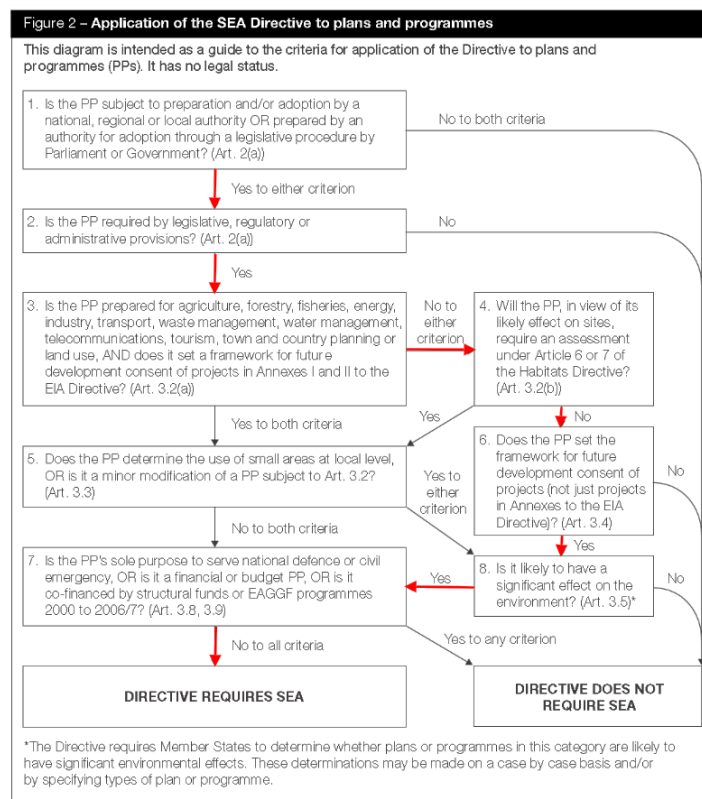 Figure 2 – Application of the SEA Directive to plans and programmes
This diagram is intended as a guide to the criteria for application of the Directive to plans and
programmes (PPs). It has no legal status.
1. Is the PP subject to preparation and/or adoption by a
national, regional or local authority OR prepared by an
authority for adoption through a legislative procedure by
Parliament or Government? (Art. 2(a))
No to both criteria
Yes to either criterion
2. Is the PP required by legislative, regulatory or
administrative provisions? (Art. 2(a))
No
Yes
3. Is the PP prepared for agriculture, forestry, fisheries, energy,
industry, transport, waste management, water management,
telecommunications, tourism, town and country planning or
land use, AND does it set a framework for future
development consent of projects in Annexes I and II to the
EIA Directive? (Art. 3.2(a))
No to
either
criterion
4. Will the PP, in view of its
likely effect on sites,
require an assessment
under Article 6 or 7 of
the Habitats Directive?
(Art. 3.2(b))
Yes to both criteria
Yes
No
5. Does the PP determine the use of small areas at local level,
OR is it a minor modification of a PP subject to Art. 3.2?
(Art. 3.3)
Yes to
either
criterion
6. Does the PP set the
framework for future
development consent of
projects (not just projects
in Annexes to the EIA
Directive)? (Art. 3.4)
No
No to both criteria
Yes
7. Is the PP's sole purpose to serve national defence or civil
emergency, OR is it a financial or budget PP, OR is it
co-financed by structural funds or EAGGF programmes
2000 to 2006/7? (Art. 3.8, 3.9)
Yes
8. Is it likely to have a
significant effect on the
environment? (Art. 3.5)*
No
No to all criteria
Yes to any criterion
DIRECTIVE REQUIRES SEA
DIRECTIVE DOES NOT
REQUIRE SEA
*The Directive requires Member States to determine whether plans or programmes in this category are likely to
have significant environmental effects. These determinations may be made on a case by case basis and/or
by specifying types of plan or programme.